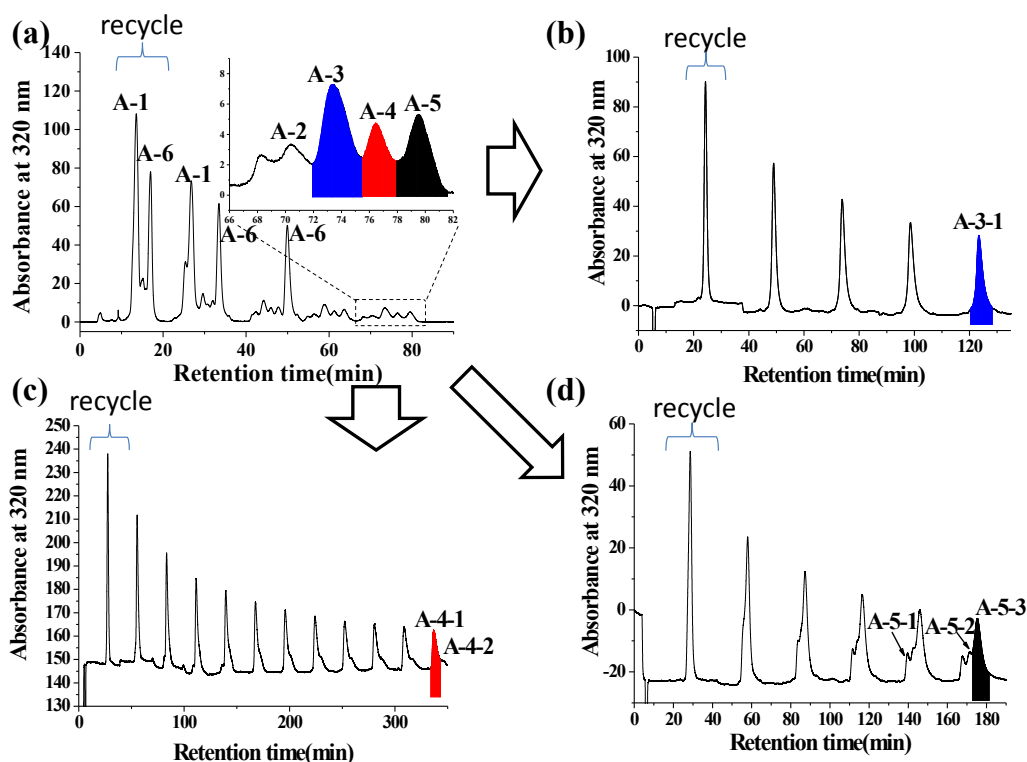 (a)
recycle
Absorbance at 320 nm
140
120
100
80
60
40
20
0
A-1
A-6
A-1
A-6
A-6
8
6
4
2
0
A-2
A-3
A-4
A-5
66 68 70 72 74 76 78 80 82
0 20 40 60 80
Retention time(min)
(b)
recycle
Absorbance at 320 nm
100
80
60
40
20
0
-20
A-3-1
0 20 40 60 80 100 120
Retention time(min)
(c)
recycle
Absorbance at 320 nm
250
240
230
220
210
200
190
180
170
160
150
140
130
A-4-1
A-4-2
0 100 200 300
Retention time(min)
(d)
recycle
Absorbance at 320 nm
60
40
20
0
-20
A-5-1
A-5-2
A-5-3
0 20 40 60 80 100 120 140 160 180
Retention time(min)